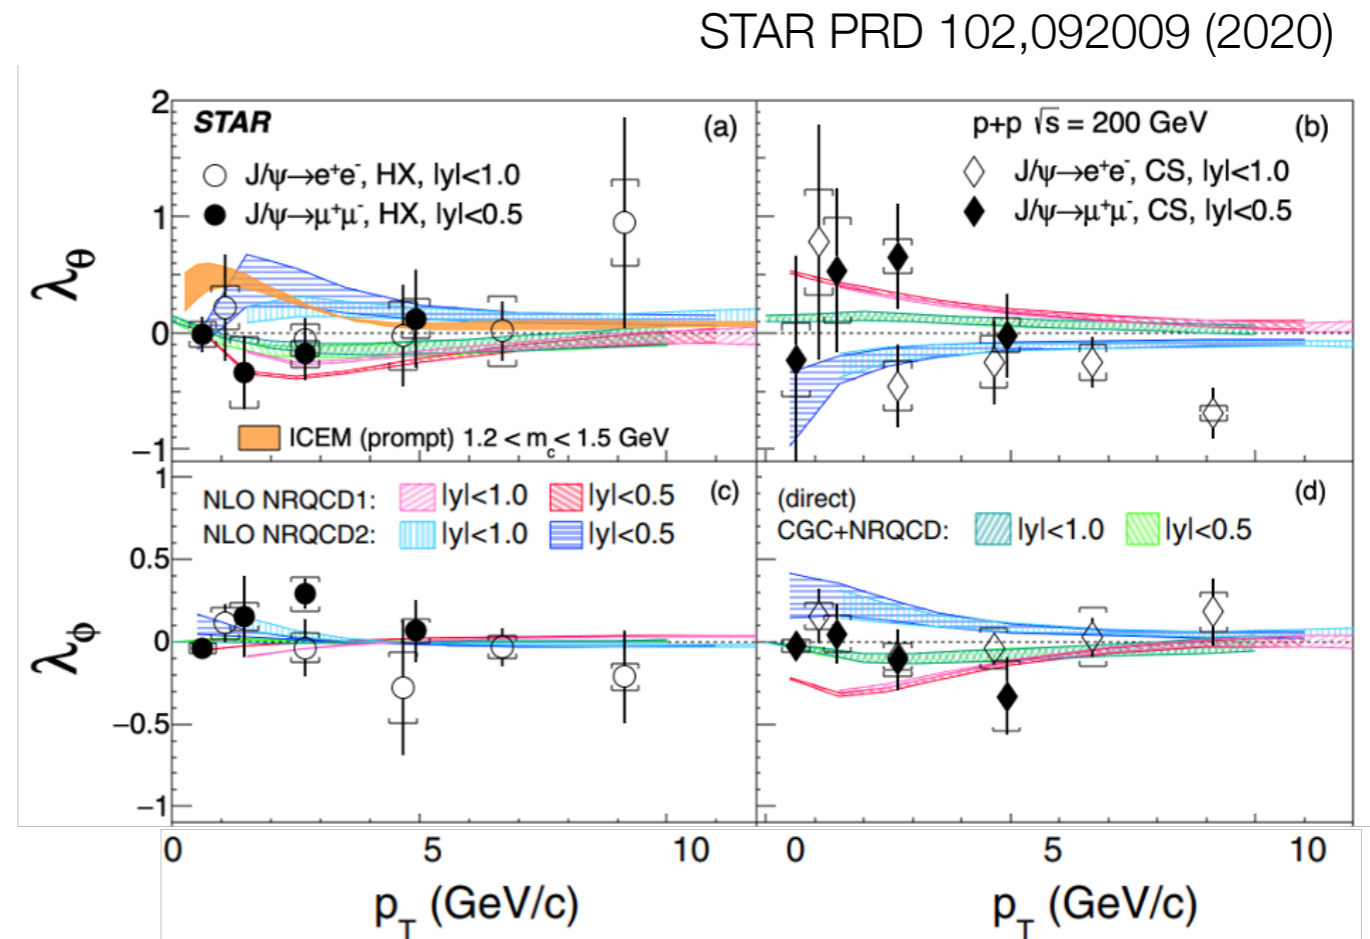 STAR PRD 102,092009 (2020)
2
STAR
(a)
J/ψ→e⁺e⁻, HX, |y|<1.0
J/ψ→μ⁺μ⁻, HX, |y|<0.5
1
λθ
0
ICEM (prompt) 1.2 < m_c < 1.5 GeV
−1
p+p √s = 200 GeV
(b)
J/ψ→e⁺e⁻, CS, |y|<1.0
J/ψ→μ⁺μ⁻, CS, |y|<0.5
1
NLO NRQCD1: |y|<1.0 |y|<0.5
(c)
NLO NRQCD2: |y|<1.0 |y|<0.5
0.5
λϕ
0
−0.5
−1
(direct)
(d)
CGC+NRQCD: |y|<1.0 |y|<0.5
0 5 10
0 5 10
p_T (GeV/c)
p_T (GeV/c)